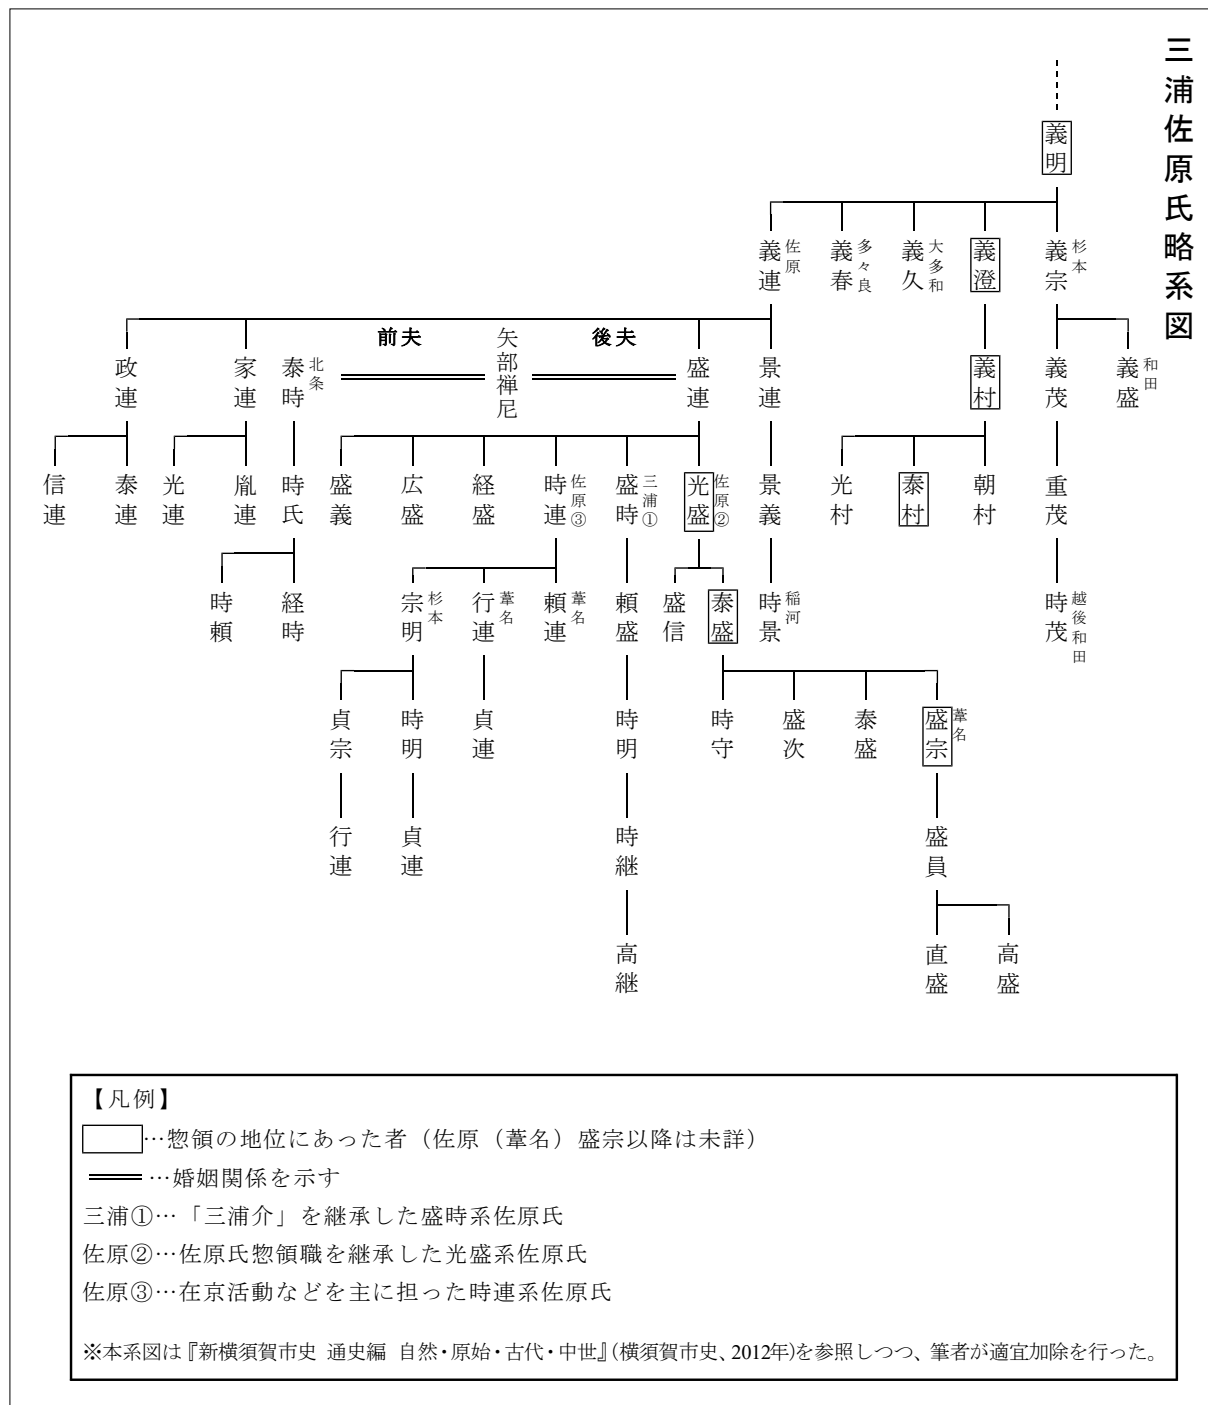 三浦佐原氏略系図
義明
杉本
義宗
義澄
大多和
義久
多々良
義春
佐原
義連
和田
義盛
義茂
義村
景連
盛連
後夫
矢部禅尼
前夫
北条
泰時
家連
政連
重茂
朝村
泰村
光村
景義
佐原②
光盛
三浦①
盛時
佐原③
時連
経盛
広盛
盛義
時氏
胤連
光連
泰連
信連
越後和田
時茂
稲河
時景
泰盛
盛信
頼盛
葦名
頼連
葦名
行連
杉本
宗明
経時
時頼
葦名
盛宗
泰盛
盛次
時守
時明
貞連
時明
貞宗
盛員
時継
貞連
行連
高盛
直盛
高継
【凡例】
…惣領の地位にあった者（佐原（葦名）盛宗以降は未詳）
…婚姻関係を示す
三浦①…「三浦介」を継承した盛時系佐原氏
佐原②…佐原氏惣領職を継承した光盛系佐原氏
佐原③…在京活動などを主に担った時連系佐原氏
※本系図は『新横須賀市史 通史編 自然・原始・古代・中世』(横須賀市史、2012年)を参照しつつ、筆者が適宜加除を行った。